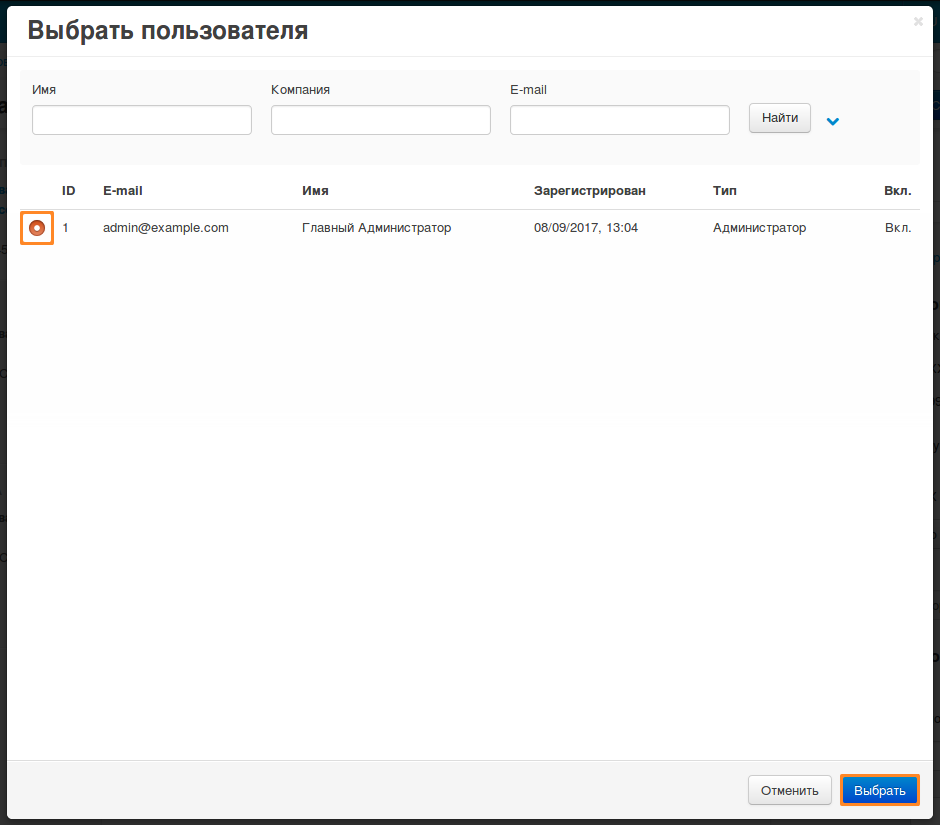 Выбрать пользователя
Имя Компания E-mail
Найти
ID E-mail Имя Зарегистрирован Тип Вкл.
1 admin@example.com Главный Администратор 08/09/2017, 13:04 Администратор Вкл.
Отменить Выбрать